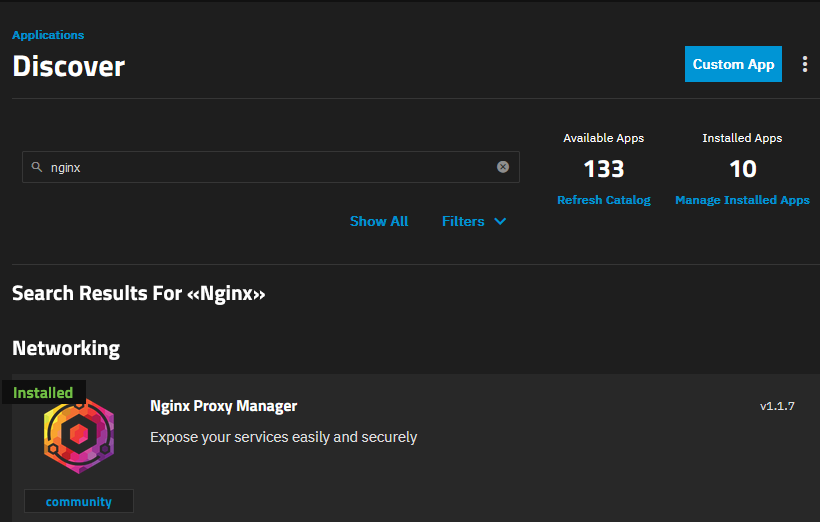 Applications
Discover
Custom App
nginx
Available Apps
133
Refresh Catalog
Installed Apps
10
Manage Installed Apps
Show All
Filters
Search Results For «Nginx»
Networking
Installed
Nginx Proxy Manager
v1.1.7
Expose your services easily and securely
community